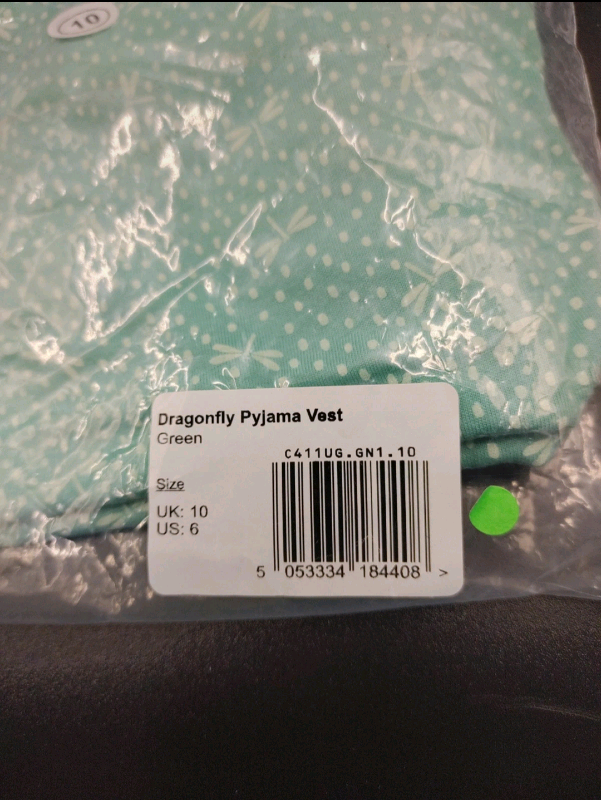 10
Dragonfly Pyjama Vest
Green
C411UG.GN1.10
Size
UK: 10
US: 6
5 053334 184408 >